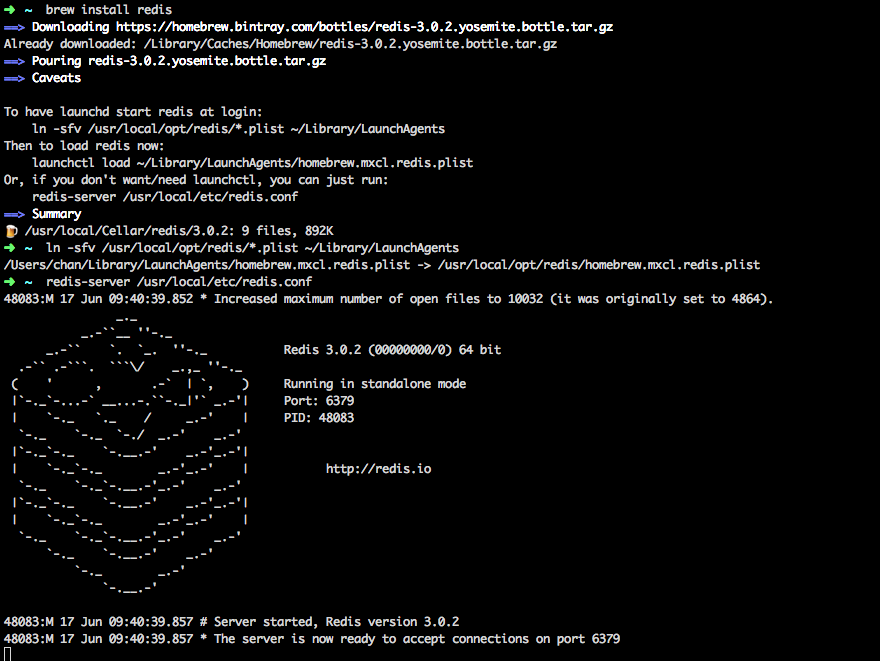 ➜  ~  brew install redis
==> Downloading https://homebrew.bintray.com/bottles/redis-3.0.2.yosemite.bottle.tar.gz
Already downloaded: /Library/Caches/Homebrew/redis-3.0.2.yosemite.bottle.tar.gz
==> Pouring redis-3.0.2.yosemite.bottle.tar.gz
==> Caveats
To have launchd start redis at login:
    ln -sfv /usr/local/opt/redis/*.plist ~/Library/LaunchAgents
Then to load redis now:
    launchctl load ~/Library/LaunchAgents/homebrew.mxcl.redis.plist
Or, if you don't want/need launchctl, you can just run:
    redis-server /usr/local/etc/redis.conf
==> Summary
🍺 /usr/local/Cellar/redis/3.0.2: 9 files, 892K
➜  ~  ln -sfv /usr/local/opt/redis/*.plist ~/Library/LaunchAgents
/Users/chan/Library/LaunchAgents/homebrew.mxcl.redis.plist -> /usr/local/opt/redis/homebrew.mxcl.redis.plist
➜  ~  redis-server /usr/local/etc/redis.conf
48083:M 17 Jun 09:40:39.852 * Increased maximum number of open files to 10032 (it was originally set to 4864).
Redis 3.0.2 (00000000/0) 64 bit
Running in standalone mode
Port: 6379
PID: 48083
http://redis.io
48083:M 17 Jun 09:40:39.857 # Server started, Redis version 3.0.2
48083:M 17 Jun 09:40:39.857 * The server is now ready to accept connections on port 6379